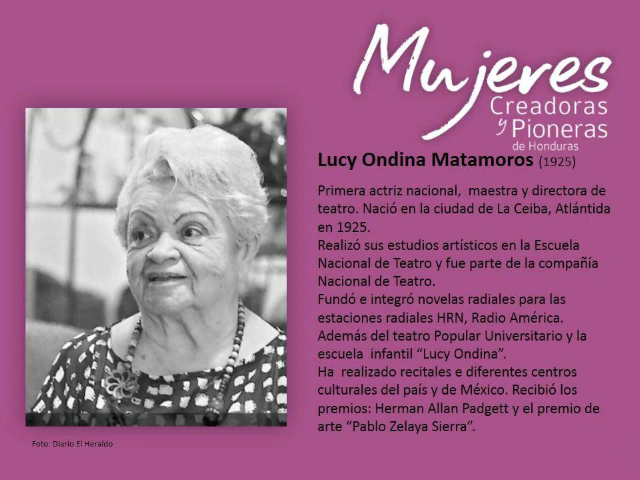 Mujeres
Creadoras
y Pioneras
de Honduras
Lucy Ondina Matamoros (1925)
Primera actriz nacional, maestra y directora de
teatro. Nació en la ciudad de La Ceiba, Atlántida
en 1925.
Realizó sus estudios artísticos en la Escuela
Nacional de Teatro y fue parte de la compañía
Nacional de Teatro.
Fundó e integró novelas radiales para las
estaciones radiales HRN, Radio América.
Además del teatro Popular Universitario y la
escuela infantil “Lucy Ondina”.
Ha realizado recitales e diferentes centros
culturales del país y de México. Recibió los
premios: Herman Allan Padgett y el premio de
arte “Pablo Zelaya Sierra”.
Foto: Diario El Heraldo